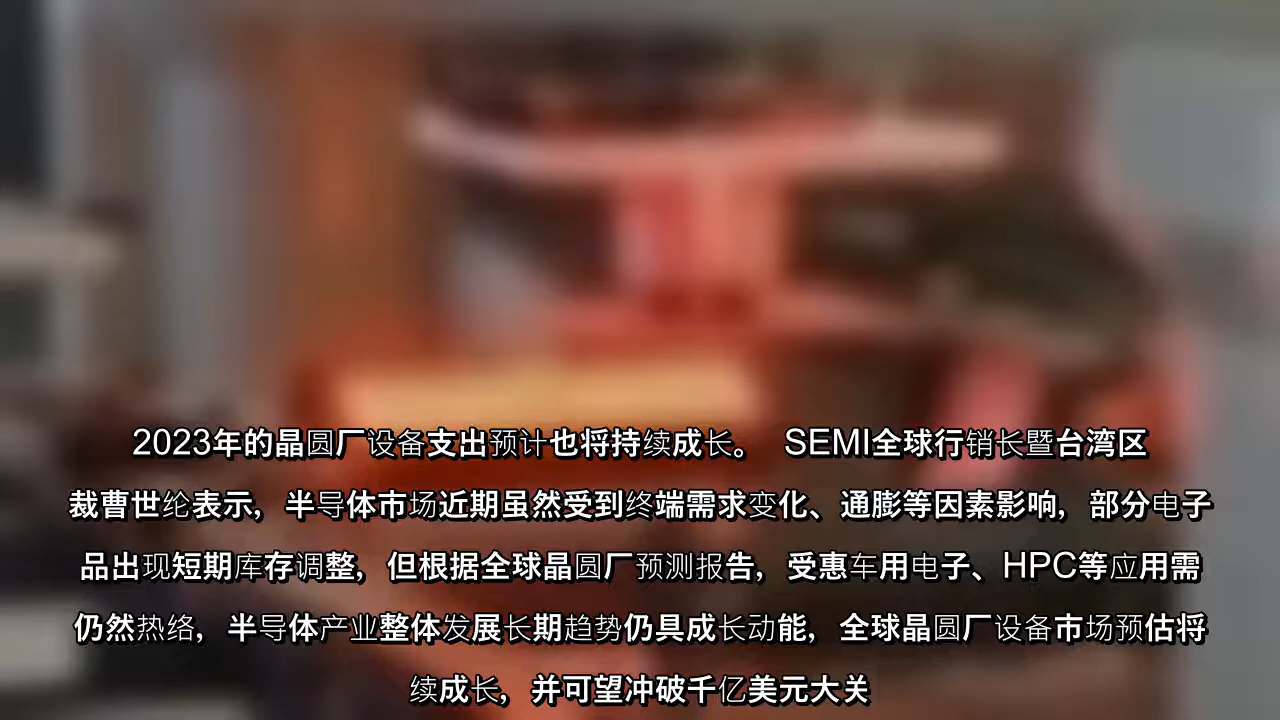 2023年的晶圆厂设备支出预计也将持续成长。 SEMI全球行销长暨台湾区
裁曹世纶表示，半导体市场近期虽然受到终端需求变化、通膨等因素影响，部分电子
品出现短期库存调整，但根据全球晶圆厂预测报告，受惠车用电子、HPC等应用需
仍然热络，半导体产业整体发展长期趋势仍具成长动能，全球晶圆厂设备市场预估将
续成长，并可望冲破千亿美元大关